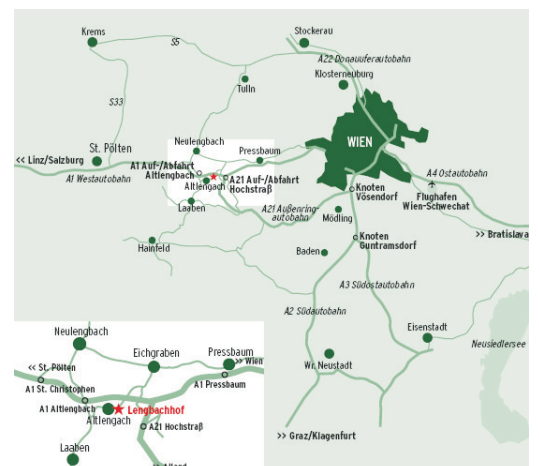 Krems
S5
Stockerau
A22 Donauuferautobahn
Klosterneuburg
Tulln
S33
Neulengbach
Pressbaum
WIEN
St. Pölten
<< Linz/Salzburg
A1 Westautobahn
A1 Auf-/Abfahrt
Altlengbach
A21 Auf-/Abfahrt
Hochstraß
Altlengach
Laaben
A21 Außenring-
autobahn
A4 Ostautobahn
Flughafen
Wien-Schwechat
Knoten
Vösendorf
Mödling
>> Bratislava
Knoten
Guntramsdorf
Hainfeld
Baden
A3 Südostautobahn
A2 Südautobahn
Eisenstadt
Neusiedlersee
Wr. Neustadt
>> Graz/Klagenfurt
Neulengbach
Eichgraben
Pressbaum
>> Wien
<< St. Pölten
A1 St. Christophen
A1 Pressbaum
A1 Altlengbach
Lengbachhof
Altlengach
A21 Hochstraß
Laaben
>> Alland